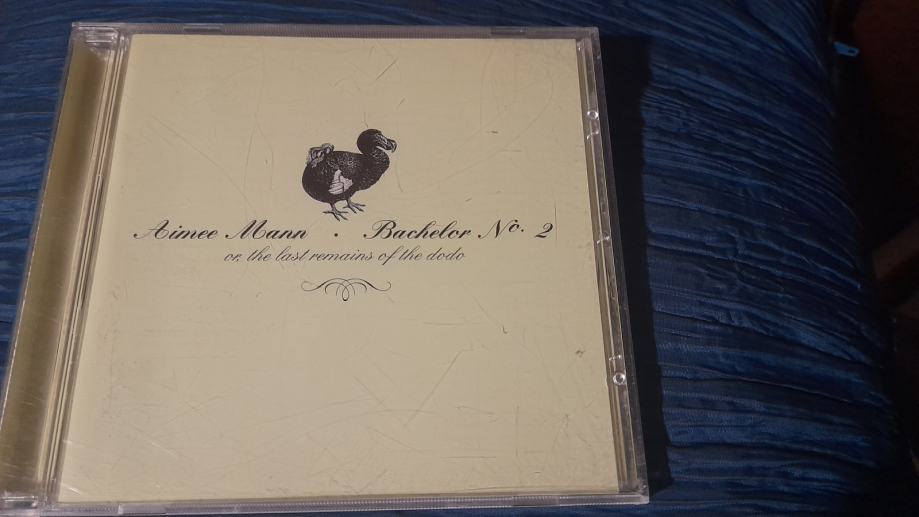 Aimee Mann · Bachelor No. 2
or, the last remains of the dodo